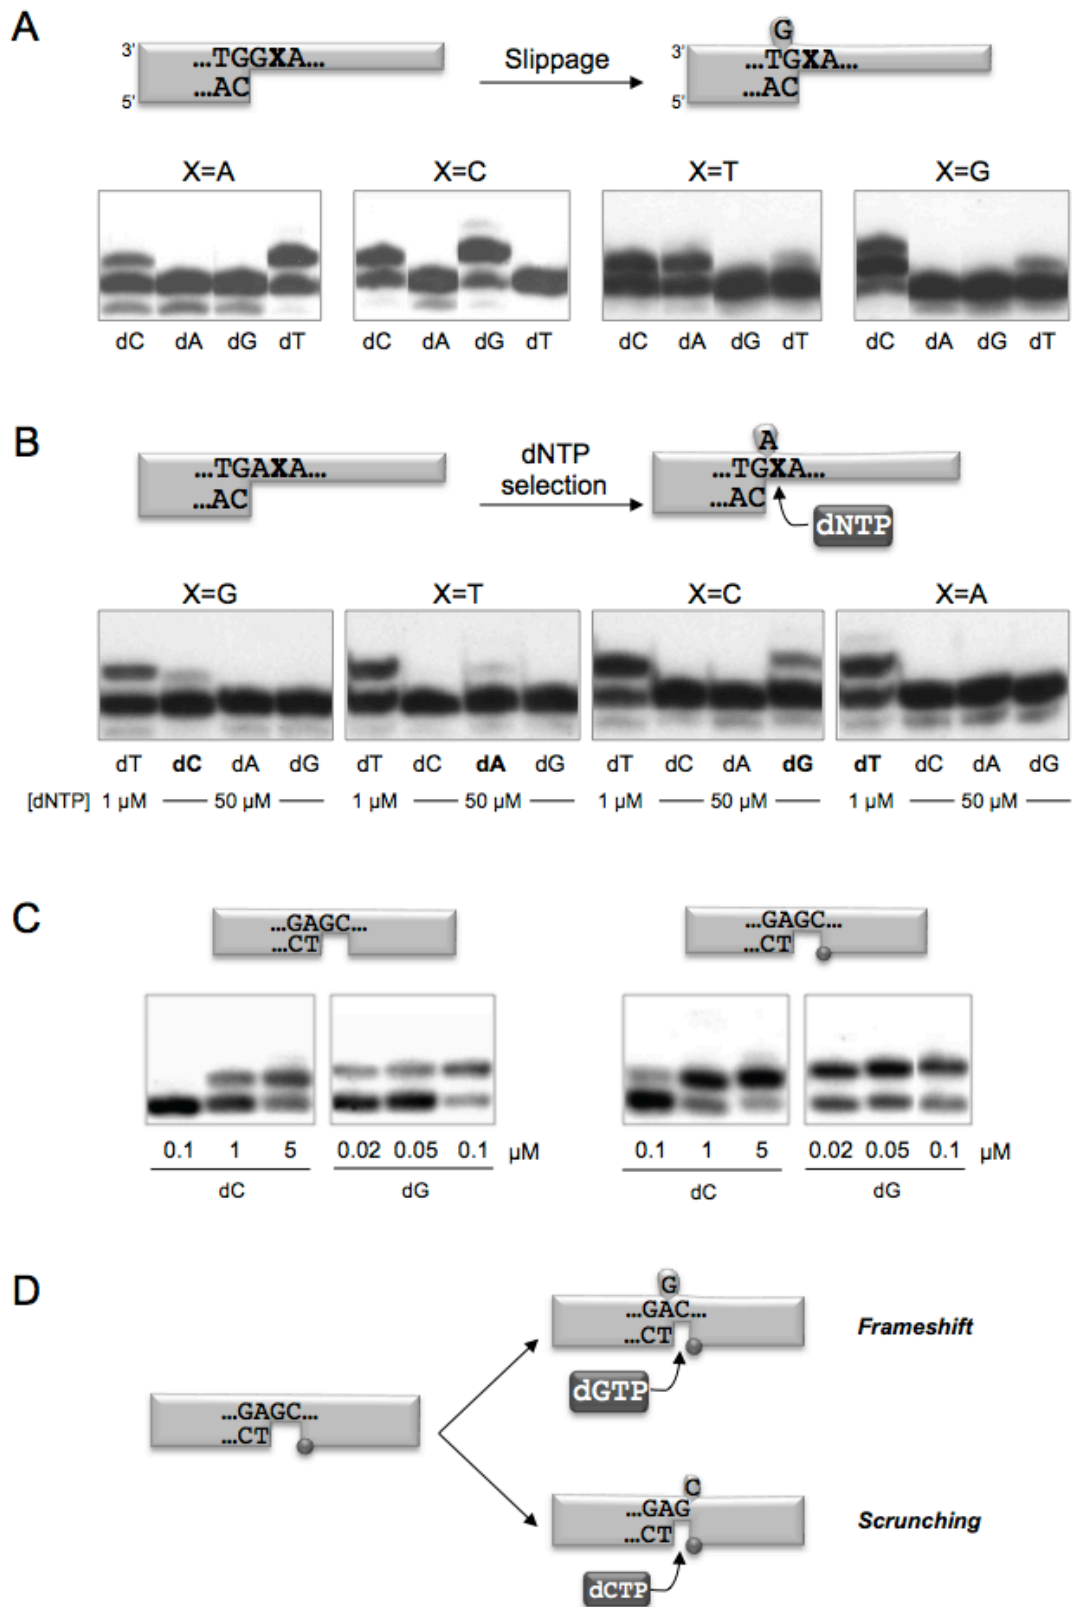 A
G
3'
...TGGXA...
Slippage
3'
...TGXA...
...AC
...AC
5'
5'
X=A
X=C
X=T
X=G
dC dA dG dT
dC dA dG dT
dC dA dG dT
dC dA dG dT
B
A
...TGAXA...
dNTP
selection
...TGXA...
...AC
...AC
dNTP
X=G
X=T
X=C
X=A
dT dC dA dG
dT dC dA dG
dT dC dA dG
dT dC dA dG
[dNTP] 1 µM 50 µM
1 µM 50 µM
1 µM 50 µM
1 µM 50 µM
C
...GAGC...
...CT
...GAGC...
...CT
0.1 1 5
0.02 0.05 0.1 µM
dC
dG
0.1 1 5
0.02 0.05 0.1 µM
dC
dG
D
G
...GAC...
...CT
Frameshift
dGTP
...GAGC...
...CT
C
...GAG
...CT
Scrunching
dCTP